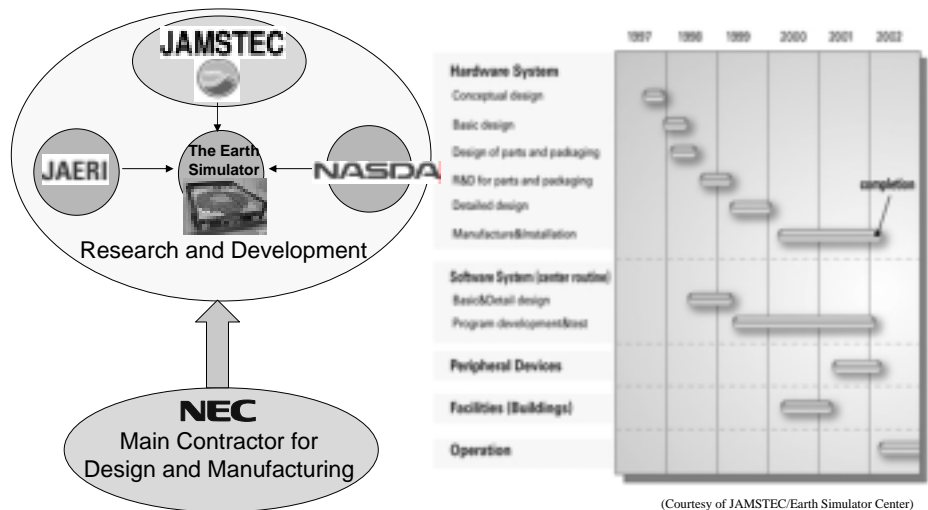 JAMSTEC
JAERI
The Earth
Simulator
NASDA
Research and Development
NEC
Main Contractor for
Design and Manufacturing
1997 1998 1999 2000 2001 2002
Hardware System
Conceptual design
Basic design
Design of parts and packaging
R&D for parts and packaging
Detailed design
Manufacture&Installation
completion
Software System (center routine)
Basic&Detail design
Program development&test
Peripheral Devices
Facilities (Buildings)
Operation
(Courtesy of JAMSTEC/Earth Simulator Center)